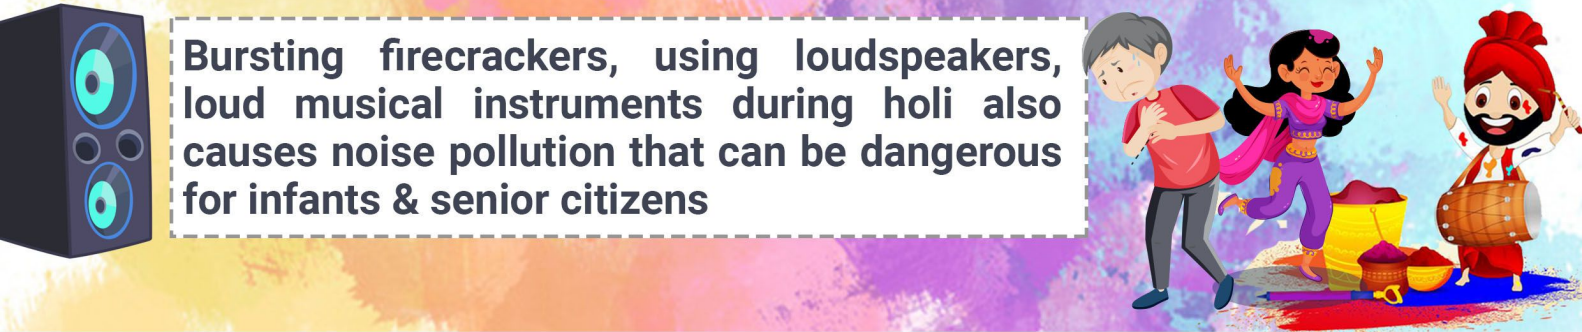 Bursting firecrackers, using loudspeakers,
loud musical instruments during holi also
causes noise pollution that can be dangerous
for infants & senior citizens